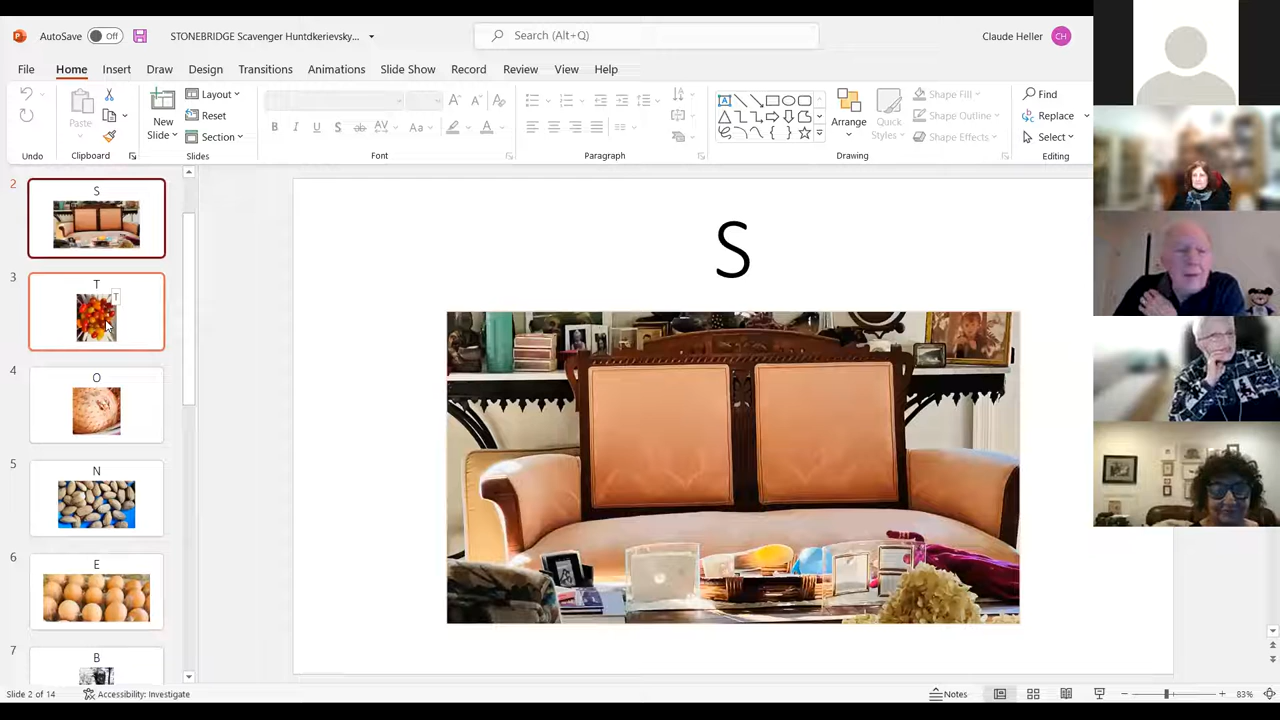 AutoSave Off STONEBRIDGE Scavenger Huntdkerievsky... Search (Alt+Q) Claude Heller CH
File Home Insert Draw Design Transitions Animations Slide Show Record Review View Help
Undo
Paste
Clipboard
New
Slide
Layout
Reset
Section
Slides
B I U S ab AV Aa A
Font
Paragraph
Arrange
Quick
Styles
Shape Fill
Shape Outline
Shape Effects
Drawing
Find
Replace
Select
Editing
2
S
3
T
T
4
O
5
N
6
E
7
B
S
Slide 2 of 14 Accessibility: Investigate Notes 83%